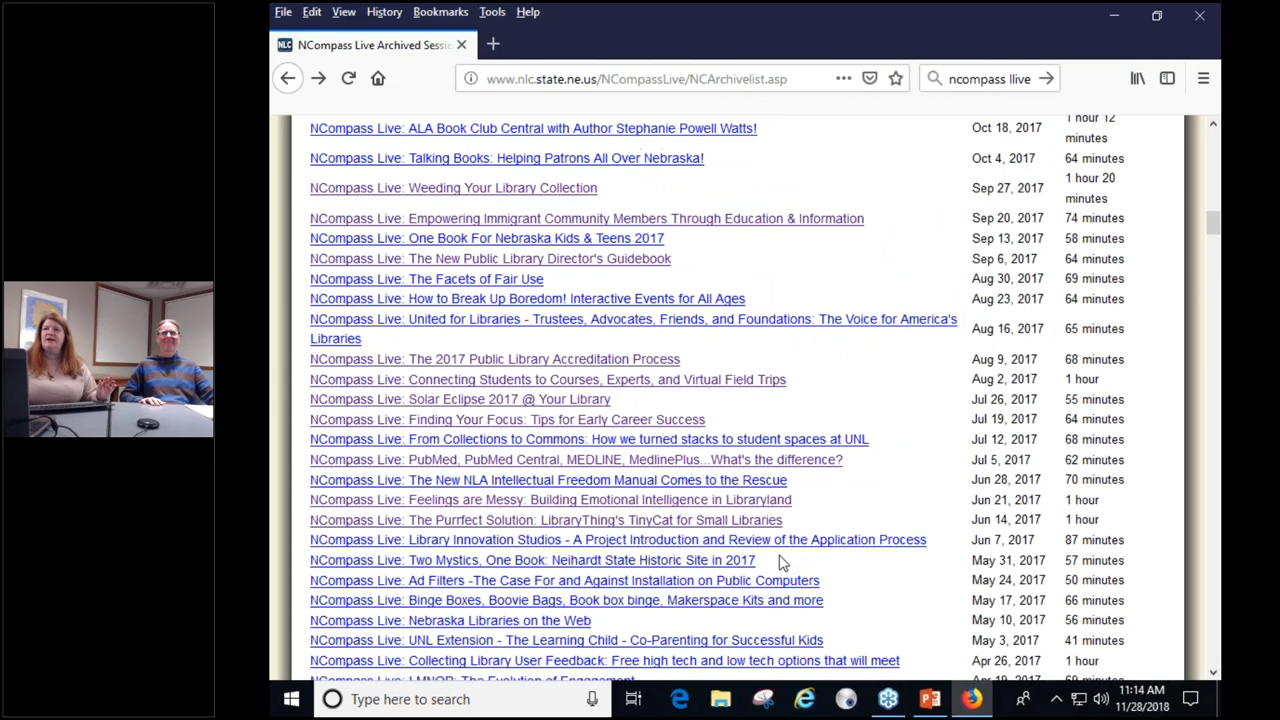 File Edit View History Bookmarks Tools Help
NLC NCompass Live Archived Sessi
www.nlc.state.ne.us/NCompassLive/NCArchivelist.asp
ncompass llive
1 hour 12
NCompass Live: ALA Book Club Central with Author Stephanie Powell Watts! Oct 18, 2017 minutes
NCompass Live: Talking Books: Helping Patrons All Over Nebraska! Oct 4, 2017 64 minutes
NCompass Live: Weeding Your Library Collection Sep 27, 2017 1 hour 20 minutes
NCompass Live: Empowering Immigrant Community Members Through Education & Information Sep 20, 2017 74 minutes
NCompass Live: One Book For Nebraska Kids & Teens 2017 Sep 13, 2017 58 minutes
NCompass Live: The New Public Library Director's Guidebook Sep 6, 2017 64 minutes
NCompass Live: The Facets of Fair Use Aug 30, 2017 69 minutes
NCompass Live: How to Break Up Boredom! Interactive Events for All Ages Aug 23, 2017 64 minutes
NCompass Live: United for Libraries - Trustees, Advocates, Friends, and Foundations: The Voice for America's
Libraries Aug 16, 2017 65 minutes
NCompass Live: The 2017 Public Library Accreditation Process Aug 9, 2017 68 minutes
NCompass Live: Connecting Students to Courses, Experts, and Virtual Field Trips Aug 2, 2017 1 hour
NCompass Live: Solar Eclipse 2017 @ Your Library Jul 26, 2017 55 minutes
NCompass Live: Finding Your Focus: Tips for Early Career Success Jul 19, 2017 64 minutes
NCompass Live: From Collections to Commons: How we turned stacks to student spaces at UNL Jul 12, 2017 68 minutes
NCompass Live: PubMed, PubMed Central, MEDLINE, MedlinePlus...What's the difference? Jul 5, 2017 62 minutes
NCompass Live: The New NLA Intellectual Freedom Manual Comes to the Rescue Jun 28, 2017 70 minutes
NCompass Live: Feelings are Messy: Building Emotional Intelligence in Libraryland Jun 21, 2017 1 hour
NCompass Live: The Purrfect Solution: LibraryThing's TinyCat for Small Libraries Jun 14, 2017 1 hour
NCompass Live: Library Innovation Studios - A Project Introduction and Review of the Application Process Jun 7, 2017 87 minutes
NCompass Live: Two Mystics, One Book: Neihardt State Historic Site in 2017 May 31, 2017 57 minutes
NCompass Live: Ad Filters -The Case For and Against Installation on Public Computers May 24, 2017 50 minutes
NCompass Live: Binge Boxes, Boovie Bags, Book box binge, Makerspace Kits and more May 17, 2017 66 minutes
NCompass Live: Nebraska Libraries on the Web May 10, 2017 56 minutes
NCompass Live: UNL Extension - The Learning Child - Co-Parenting for Successful Kids May 3, 2017 41 minutes
NCompass Live: Collecting Library User Feedback: Free high tech and low tech options that will meet Apr 26, 2017 1 hour
Type here to search
11:14 AM
11/28/2018